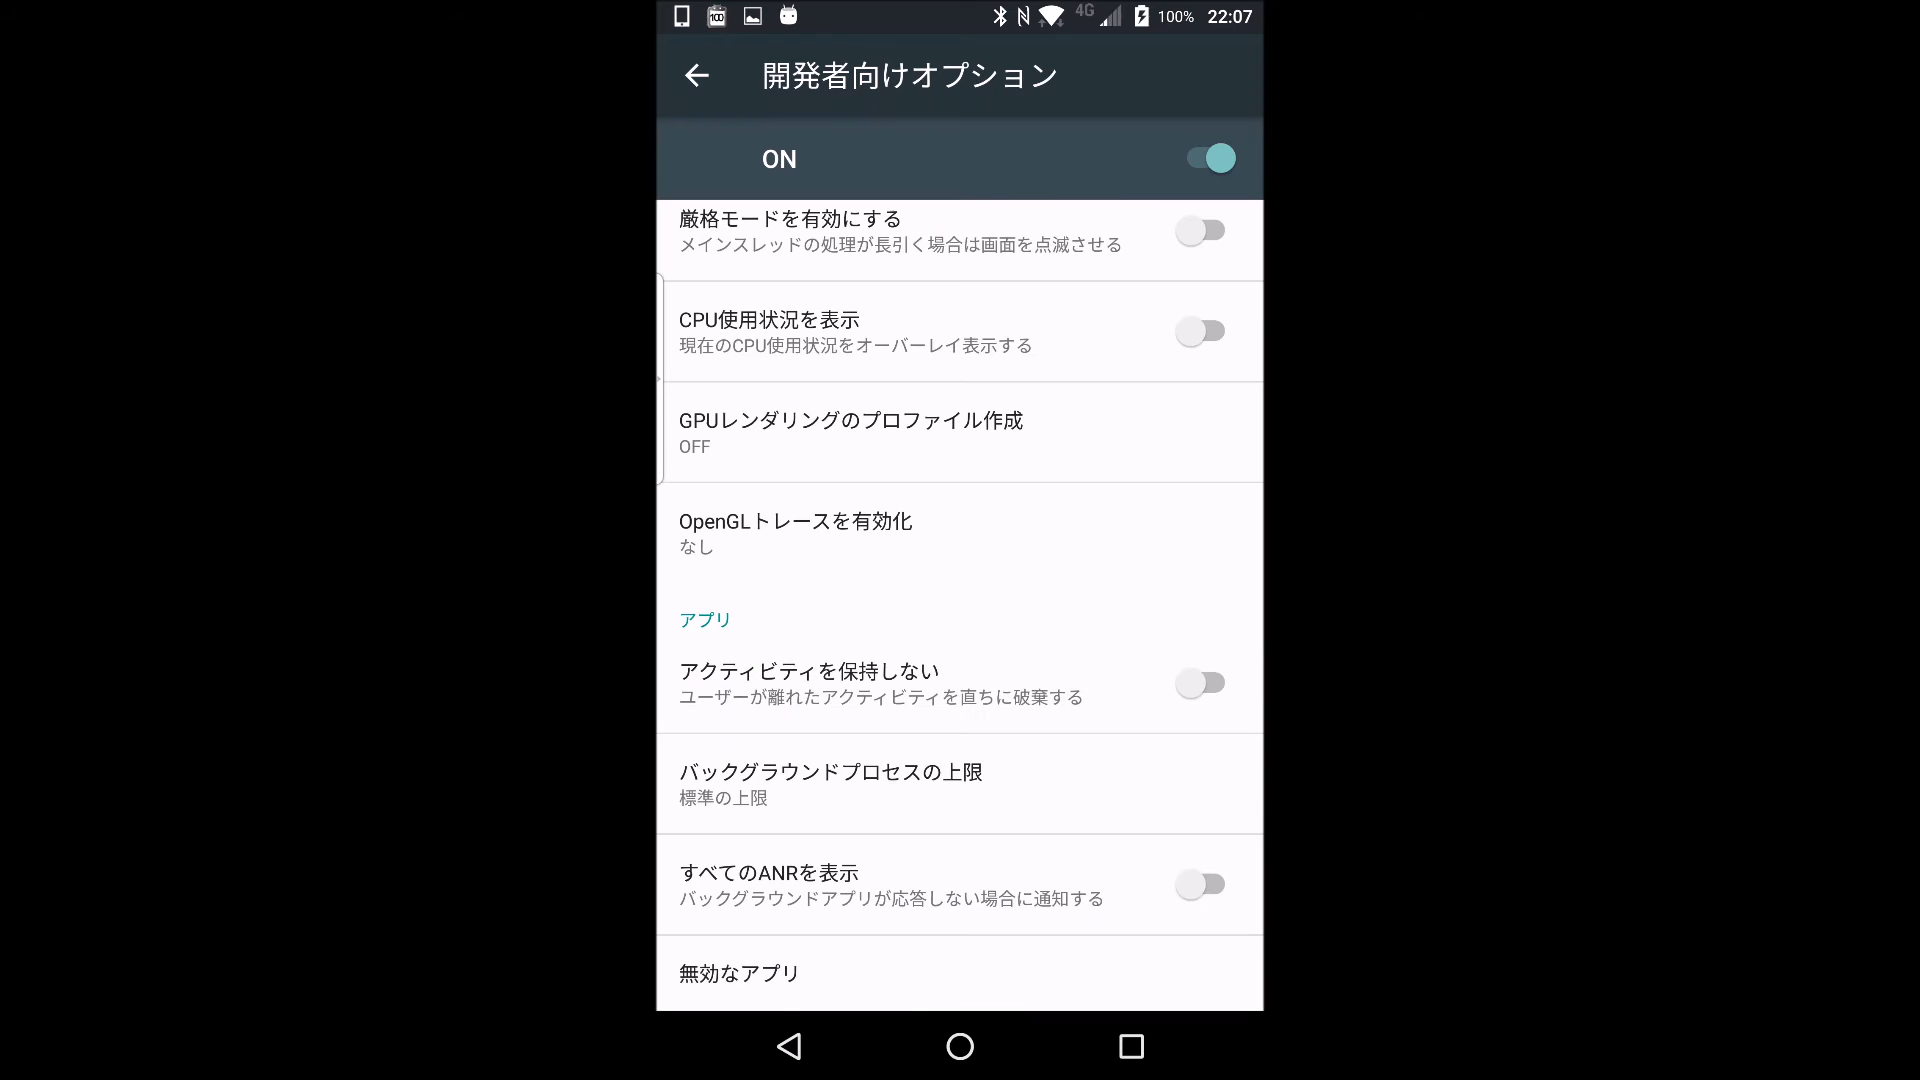 100
4G
100%
22:07
開発者向けオプション
ON
厳格モードを有効にする
メインスレッドの処理が長引く場合は画面を点滅させる
CPU使用状況を表示
現在のCPU使用状況をオーバーレイ表示する
GPUレンダリングのプロファイル作成
OFF
OpenGLトレースを有効化
なし
アプリ
アクティビティを保持しない
ユーザーが離れたアクティビティを直ちに破棄する
バックグラウンドプロセスの上限
標準の上限
すべてのANRを表示
バックグラウンドアプリが応答しない場合に通知する
無効なアプリ